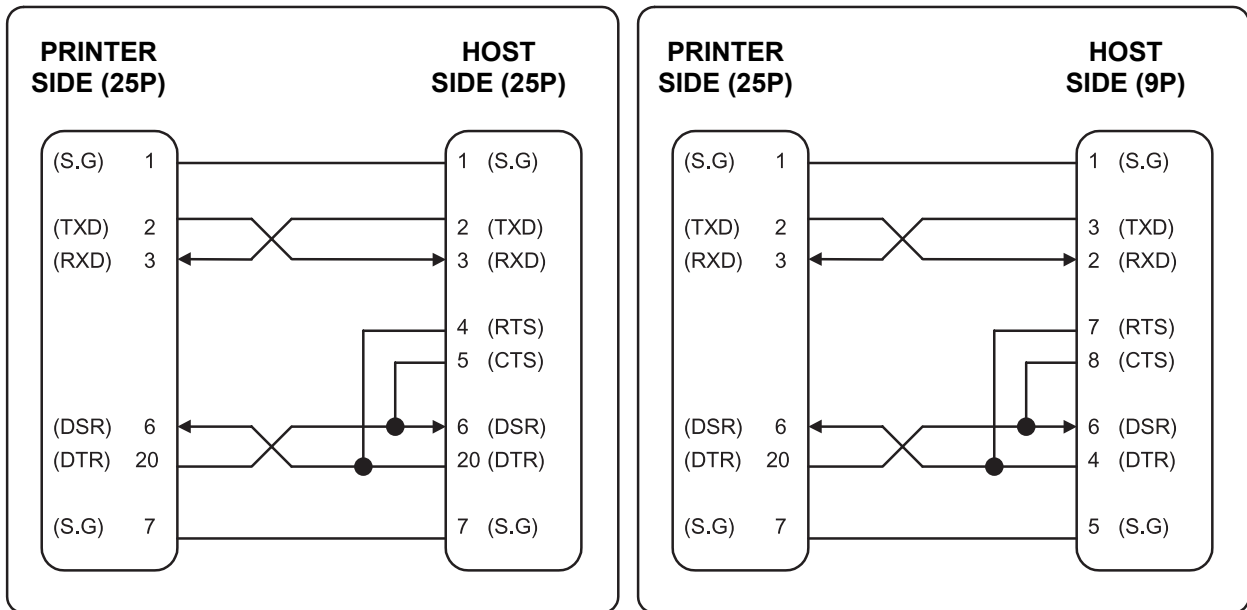 PRINTER
SIDE (25P)
HOST
SIDE (25P)
(S.G) 1
1 (S.G)
(TXD) 2
2 (TXD)
(RXD) 3
3 (RXD)
4 (RTS)
5 (CTS)
(DSR) 6
6 (DSR)
(DTR) 20
20 (DTR)
(S.G) 7
7 (S.G)
PRINTER
SIDE (25P)
HOST
SIDE (9P)
(S.G) 1
1 (S.G)
(TXD) 2
3 (TXD)
(RXD) 3
2 (RXD)
7 (RTS)
8 (CTS)
(DSR) 6
6 (DSR)
(DTR) 20
4 (DTR)
(S.G) 7
5 (S.G)